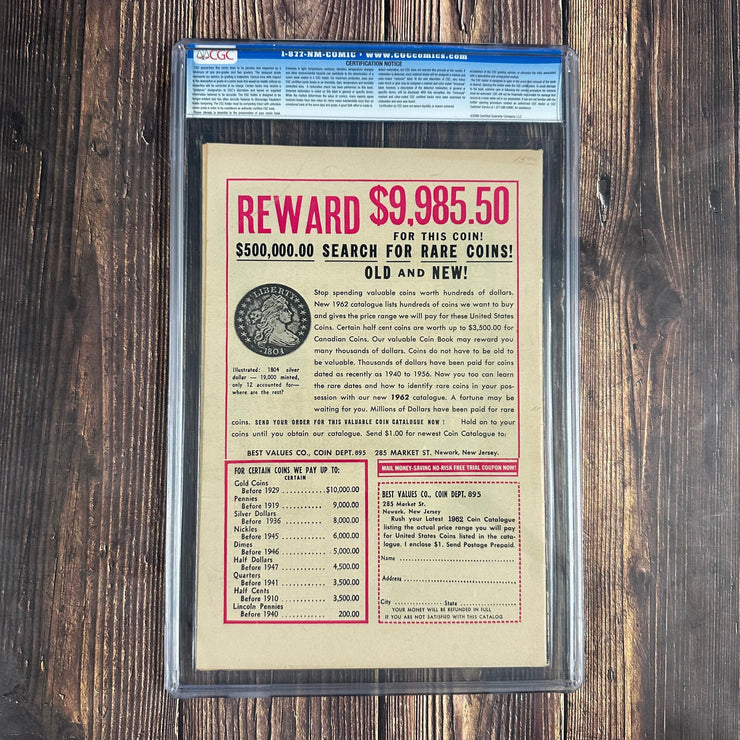 CGC
1-877-NM-COMIC • www.CGCcomics.com
CERTIFICATION NOTICE
15.00
REWARD $9,985.50
FOR THIS COIN!
$500,000.00 SEARCH FOR RARE COINS!
OLD AND NEW!
LIBERTY
1804
Stop spending valuable coins worth hundreds of dollars.
New 1962 catalogue lists hundreds of coins we want to buy
and gives the price range we will pay for these United States
Coins. Certain half cent coins are worth up to $3,500.00 for
Canadian Coins. Our valuable Coin Book may reward you
many thousands of dollars. Coins do not have to be old to
be valuable. Thousands of dollars have been paid for coins
dated as recently as 1940 to 1956. Now you too can learn
the rare dates and how to identify rare coins in your pos-
session with our new 1962 catalogue. A fortune may be
waiting for you. Millions of Dollars have been paid for rare
coins. SEND YOUR ORDER FOR THIS VALUABLE COIN CATALOGUE NOW ! Hold on to your
coins until you obtain our catalogue. Send $1.00 for newest Coin Catalogue to:
Illustrated: 1804 silver
dollar — 19,000 minted,
only 12 accounted for—
where are the rest?
BEST VALUES CO., COIN DEPT. 895 285 MARKET ST. Newark, New Jersey.
FOR CERTAIN COINS WE PAY UP TO:
CERTAIN
Gold Coins
Before 1929 ........... $10,000.00
Pennies
Before 1919 ........... 9,000.00
Silver Dollars
Before 1936 ........... 8,000.00
Nickles
Before 1945 ........... 6,000.00
Dimes
Before 1946 ........... 5,000.00
Half Dollars
Before 1947 ........... 4,500.00
Quarters
Before 1941 ........... 3,500.00
Half Cents
Before 1910 ........... 3,500.00
Lincoln Pennies
Before 1940 ........... 200.00
MAIL MONEY-SAVING NO-RISK FREE TRIAL COUPON NOW!
BEST VALUES CO., COIN DEPT. 895
285 Market St.
Newark, New Jersey
Rush your Latest 1962 Coin Catalogue
listing the actual price range you will pay
for United States Coins listed in the cata-
logue. I enclose $1. Send Postage Prepaid.
Name
Address
City State
YOUR MONEY WILL BE REFUNDED IN FULL
IF YOU ARE NOT SATISFIED WITH THIS CATALOG